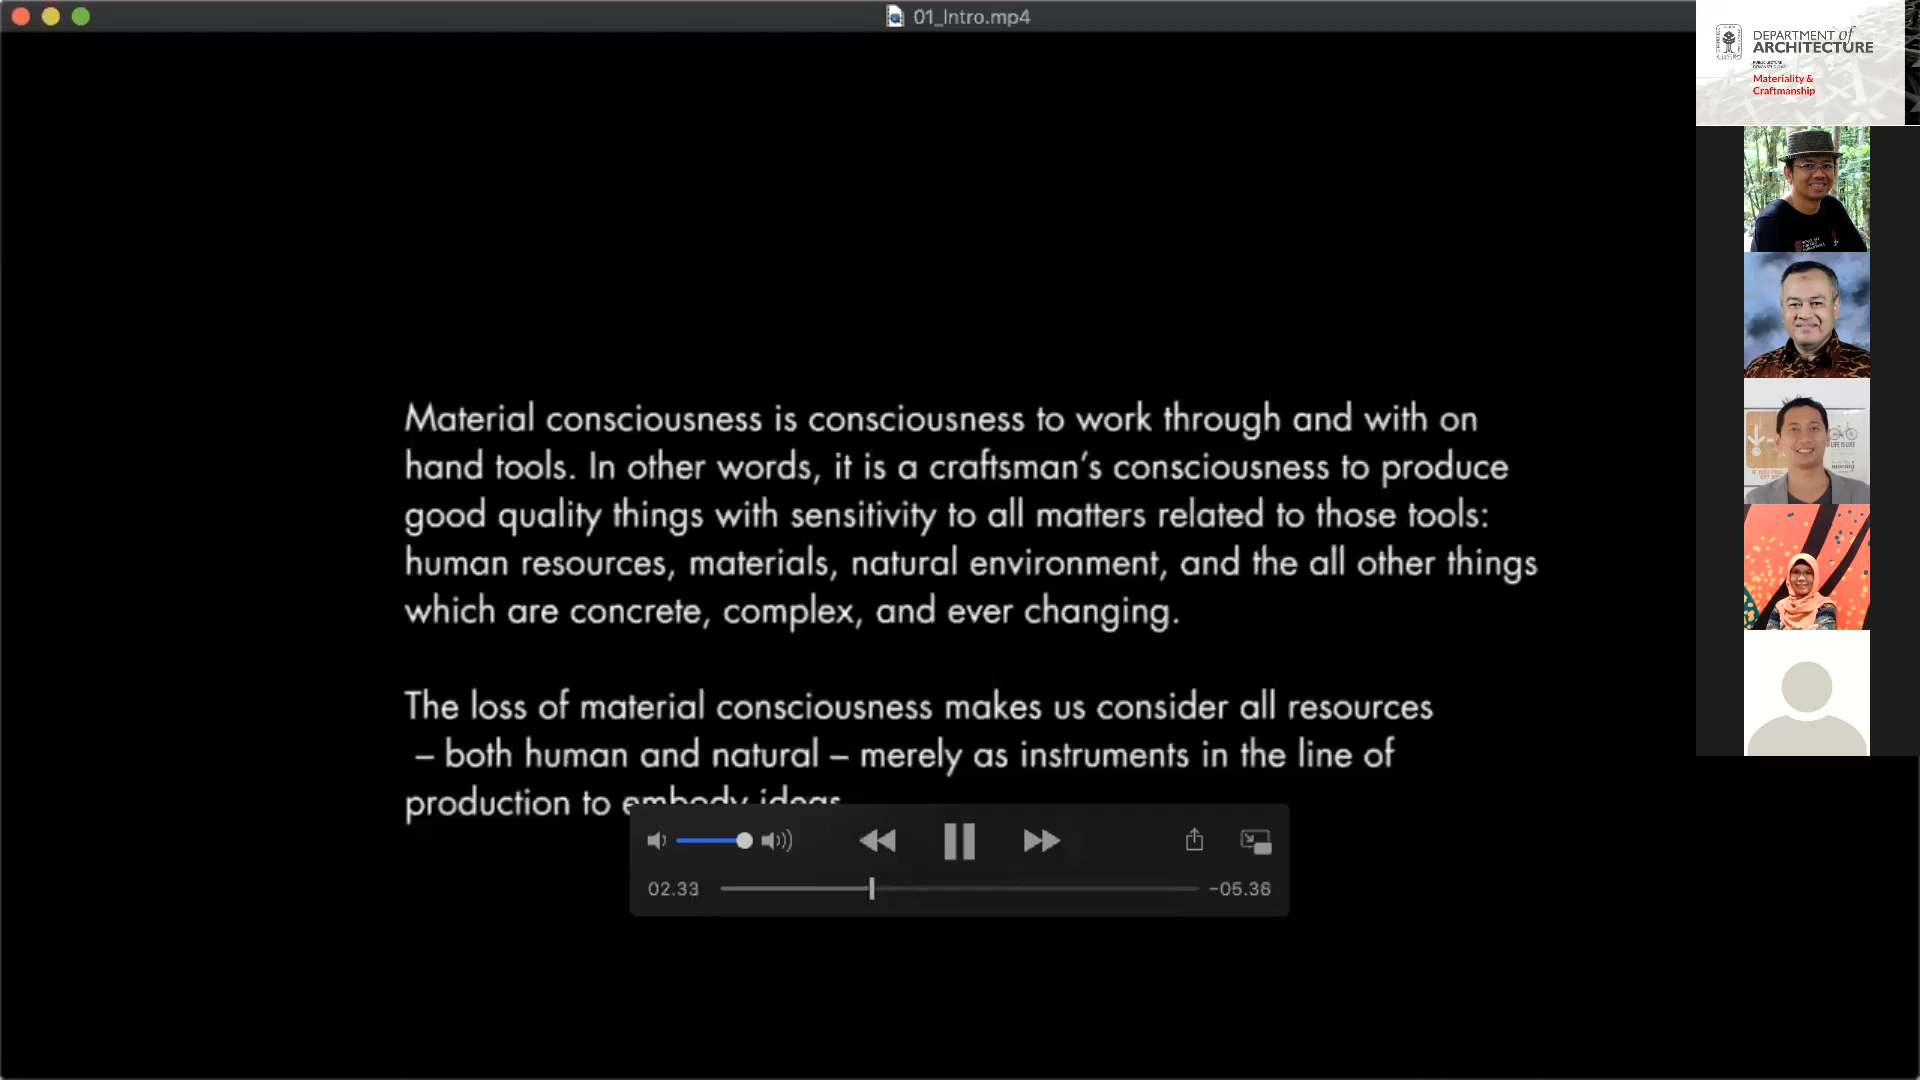 01_Intro.mp4
DEPARTMENT of
ARCHITECTURE
PUBLIC LECTURE
Materiality &
Craftmanship
Material consciousness is consciousness to work through and with on
hand tools. In other words, it is a craftsman’s consciousness to produce
good quality things with sensitivity to all matters related to those tools:
human resources, materials, natural environment, and the all other things
which are concrete, complex, and ever changing.
The loss of material consciousness makes us consider all resources
– both human and natural – merely as instruments in the line of
production to embody ideas
02.33
-05.36